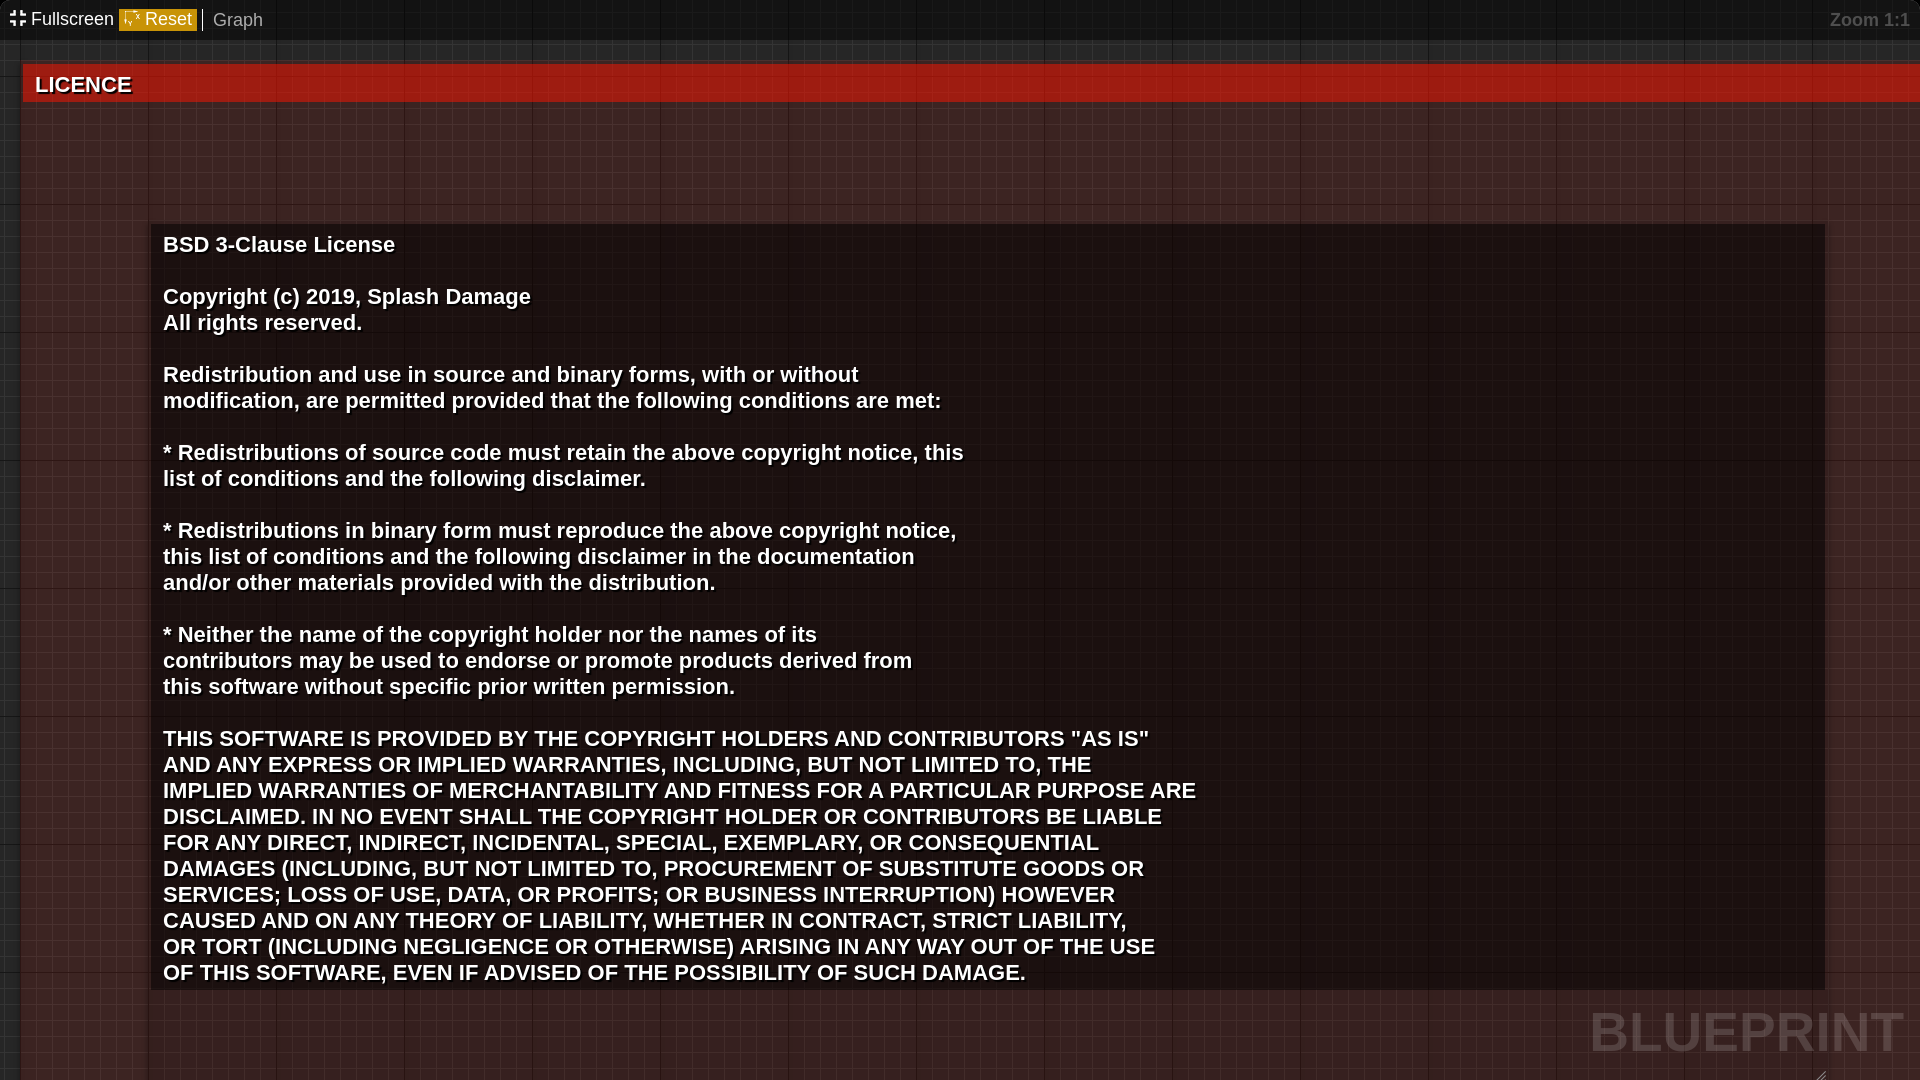 Fullscreen Reset Graph Zoom 1:1
LICENCE
BSD 3-Clause License
Copyright (c) 2019, Splash Damage
All rights reserved.
Redistribution and use in source and binary forms, with or without
modification, are permitted provided that the following conditions are met:
* Redistributions of source code must retain the above copyright notice, this
list of conditions and the following disclaimer.
* Redistributions in binary form must reproduce the above copyright notice,
this list of conditions and the following disclaimer in the documentation
and/or other materials provided with the distribution.
* Neither the name of the copyright holder nor the names of its
contributors may be used to endorse or promote products derived from
this software without specific prior written permission.
THIS SOFTWARE IS PROVIDED BY THE COPYRIGHT HOLDERS AND CONTRIBUTORS "AS IS"
AND ANY EXPRESS OR IMPLIED WARRANTIES, INCLUDING, BUT NOT LIMITED TO, THE
IMPLIED WARRANTIES OF MERCHANTABILITY AND FITNESS FOR A PARTICULAR PURPOSE ARE
DISCLAIMED. IN NO EVENT SHALL THE COPYRIGHT HOLDER OR CONTRIBUTORS BE LIABLE
FOR ANY DIRECT, INDIRECT, INCIDENTAL, SPECIAL, EXEMPLARY, OR CONSEQUENTIAL
DAMAGES (INCLUDING, BUT NOT LIMITED TO, PROCUREMENT OF SUBSTITUTE GOODS OR
SERVICES; LOSS OF USE, DATA, OR PROFITS; OR BUSINESS INTERRUPTION) HOWEVER
CAUSED AND ON ANY THEORY OF LIABILITY, WHETHER IN CONTRACT, STRICT LIABILITY,
OR TORT (INCLUDING NEGLIGENCE OR OTHERWISE) ARISING IN ANY WAY OUT OF THE USE
OF THIS SOFTWARE, EVEN IF ADVISED OF THE POSSIBILITY OF SUCH DAMAGE.
BLUEPRINT